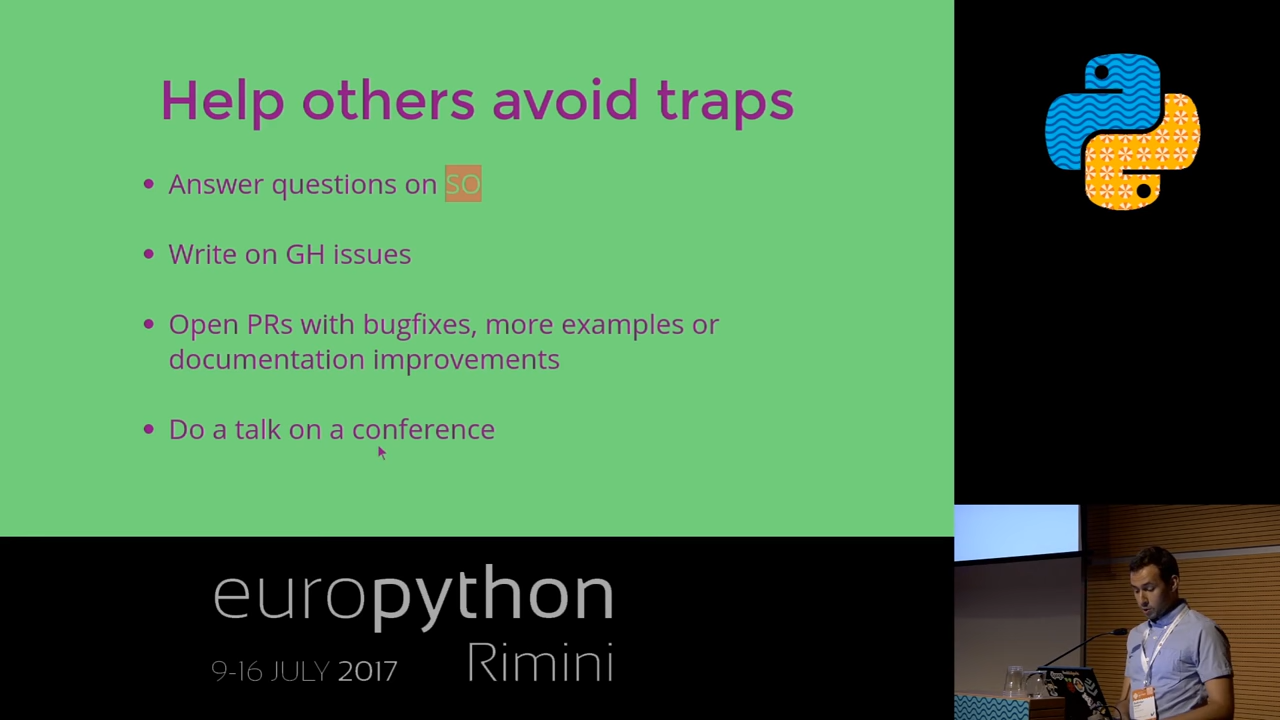 Help others avoid traps
Answer questions on SO
Write on GH issues
Open PRs with bugfixes, more examples or
documentation improvements
Do a talk on a conference
europython
Rimini
9-16 JULY 2017